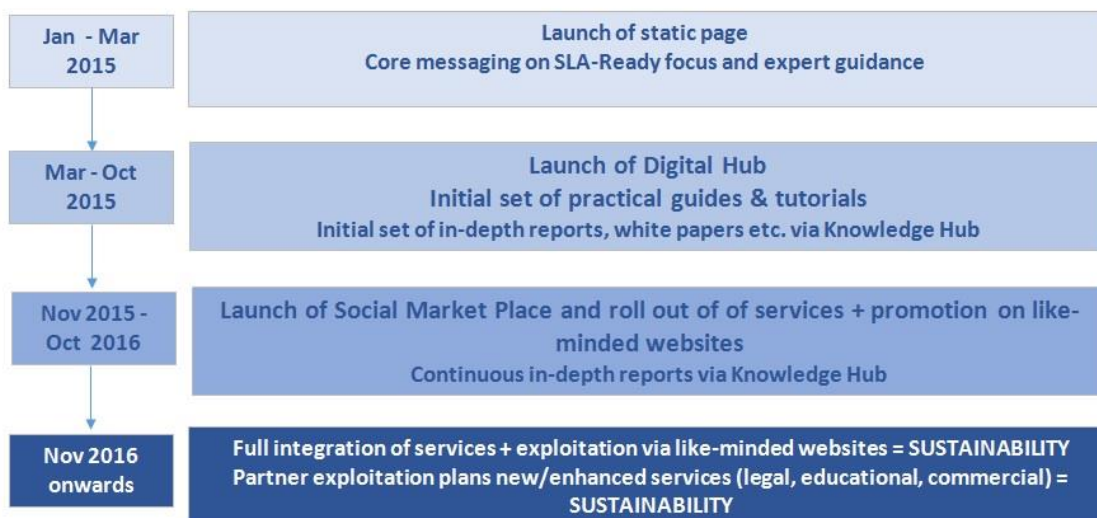 Jan - Mar
2015
Launch of static page
Core messaging on SLA-Ready focus and expert guidance
Mar - Oct
2015
Launch of Digital Hub
Initial set of practical guides & tutorials
Initial set of in-depth reports, white papers etc. via Knowledge Hub
Nov 2015 -
Oct 2016
Launch of Social Market Place and roll out of of services + promotion on like-
minded websites
Continuous in-depth reports via Knowledge Hub
Nov 2016
onwards
Full integration of services + exploitation via like-minded websites = SUSTAINABILITY
Partner exploitation plans new/enhanced services (legal, educational, commercial) =
SUSTAINABILITY